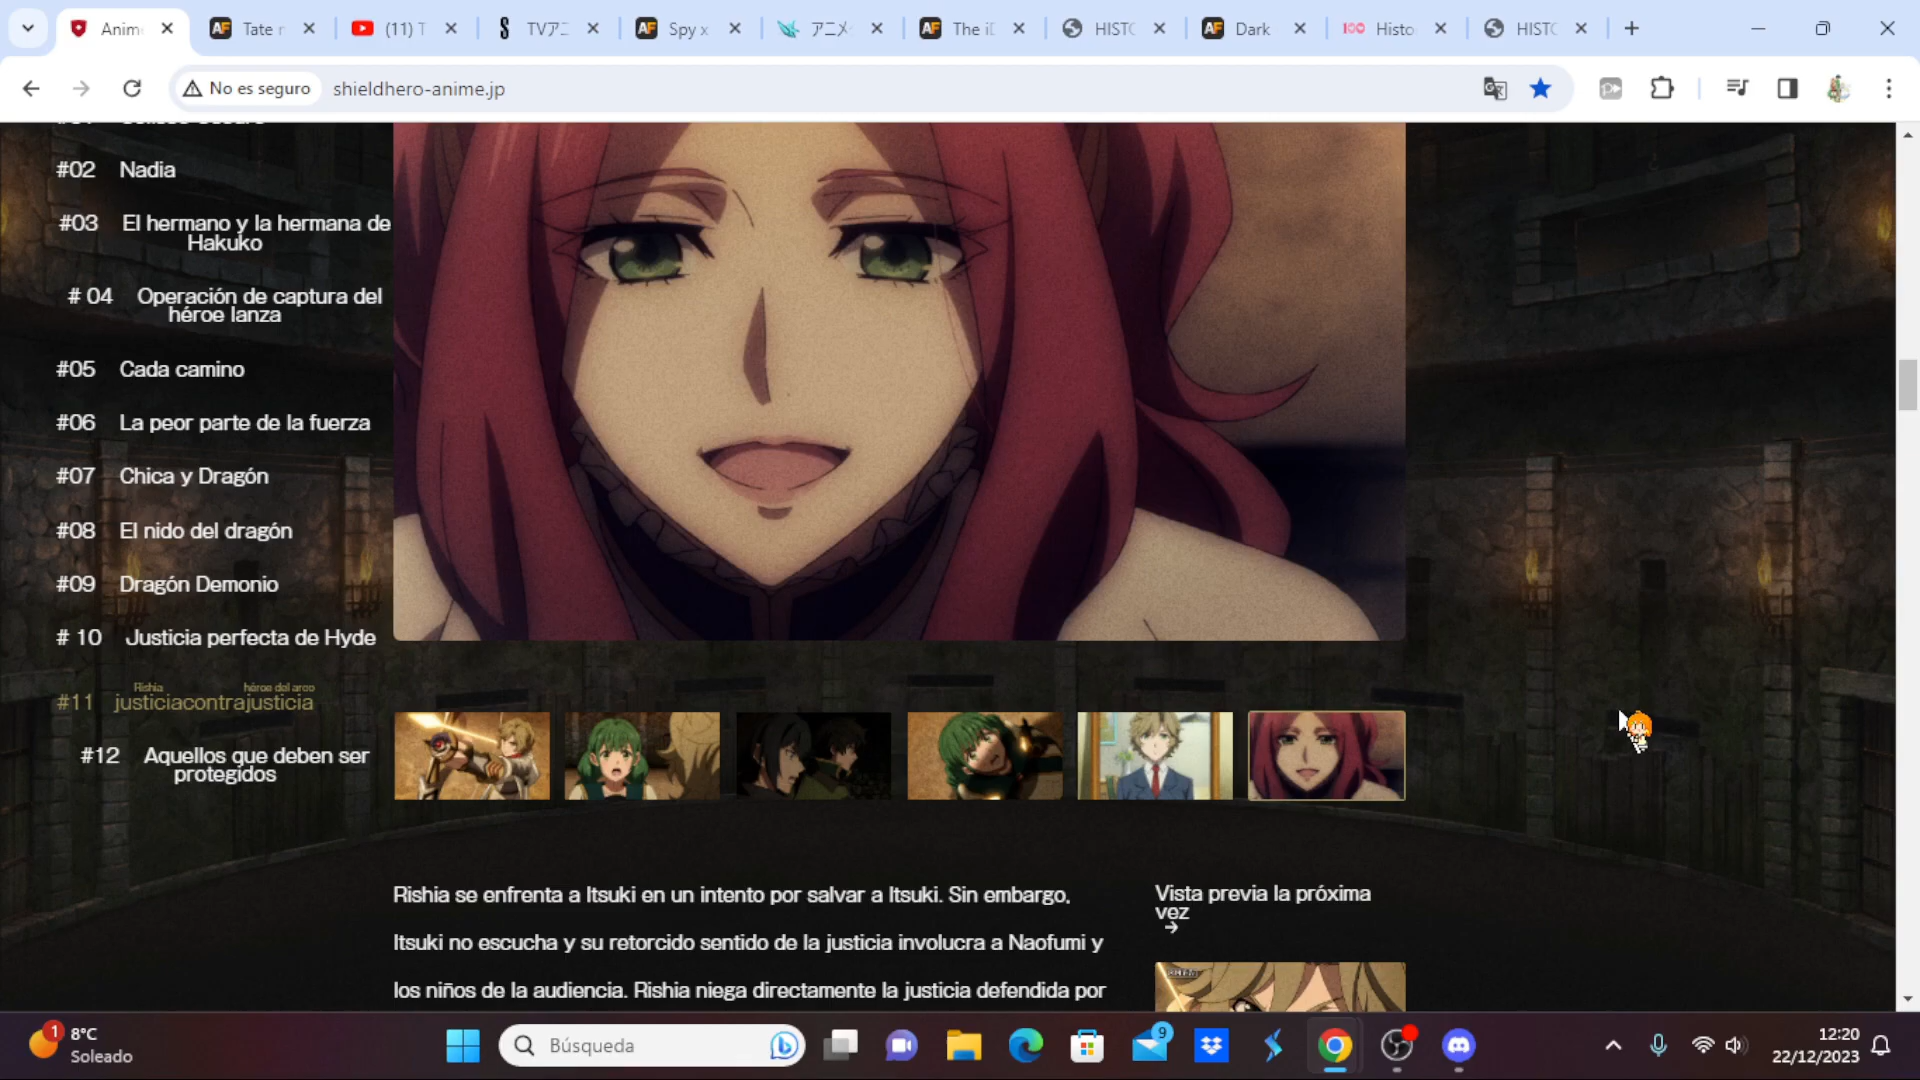 Anim
Tate r
(11) T
TVアニ
Spy x
アニメ
The iD
HISTO
Dark
Histo
HISTO
No es seguro
shieldhero-anime.jp
#02 Nadia
#03 El hermano y la hermana de
Hakuko
# 04 Operación de captura del
héroe lanza
#05 Cada camino
#06 La peor parte de la fuerza
#07 Chica y Dragón
#08 El nido del dragón
#09 Dragón Demonio
# 10 Justicia perfecta de Hyde
Rishia héroe del arco
#11 justiciacontrajusticia
#12 Aquellos que deben ser
protegidos
Rishia se enfrenta a Itsuki en un intento por salvar a Itsuki. Sin embargo,
Itsuki no escucha y su retorcido sentido de la justicia involucra a Naofumi y
los niños de la audiencia. Rishia niega directamente la justicia defendida por
Vista previa la próxima
vez
→
1
8°C
Soleado
Búsqueda
9
12:20
22/12/2023